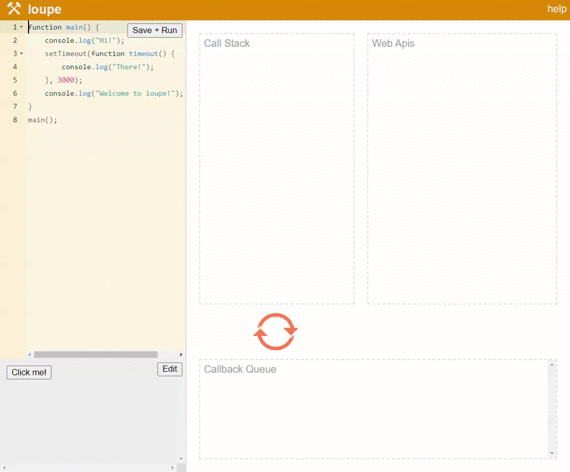 loupe
help
Save + Run
1 function main() {
2     console.log("Hi!");
3     setTimeout(function timeout() {
4         console.log("There!");
5     }, 3000);
6     console.log("Welcome to loupe!");
7 }
8 main();
Call Stack
Web Apis
Click me!
Edit
Callback Queue